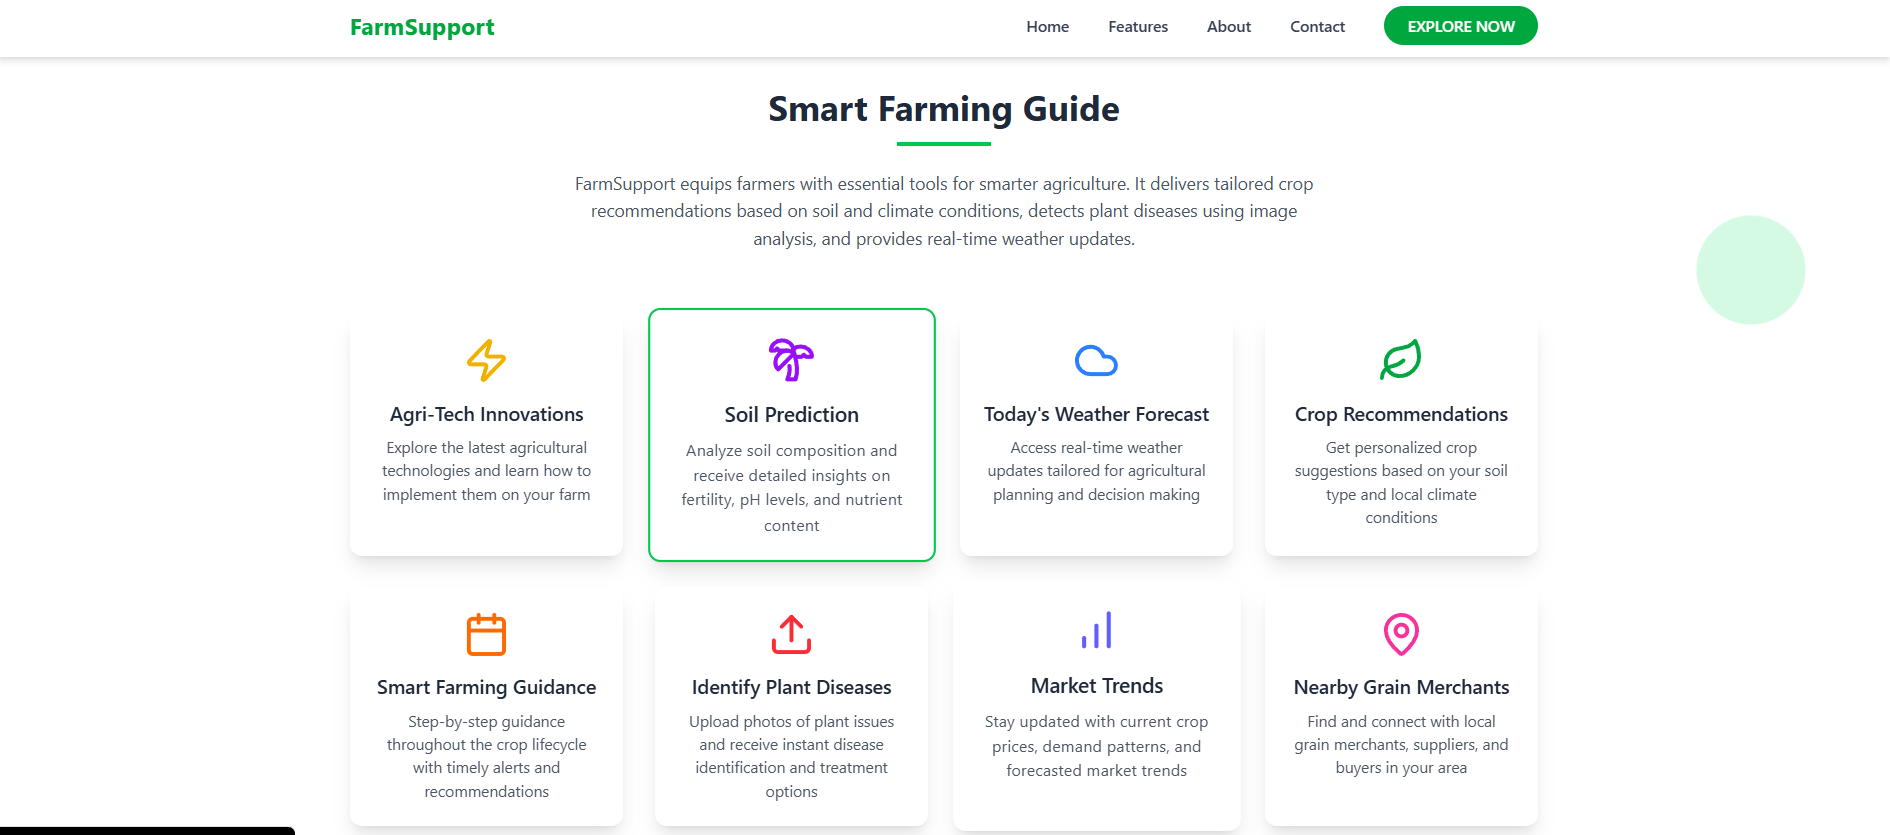 FarmSupport
Home
Features
About
Contact
EXPLORE NOW
Smart Farming Guide
FarmSupport equips farmers with essential tools for smarter agriculture. It delivers tailored crop
recommendations based on soil and climate conditions, detects plant diseases using image
analysis, and provides real-time weather updates.
Agri-Tech Innovations
Explore the latest agricultural
technologies and learn how to
implement them on your farm
Soil Prediction
Analyze soil composition and
receive detailed insights on
fertility, pH levels, and nutrient
content
Today's Weather Forecast
Access real-time weather
updates tailored for agricultural
planning and decision making
Crop Recommendations
Get personalized crop
suggestions based on your soil
type and local climate
conditions
Smart Farming Guidance
Step-by-step guidance
throughout the crop lifecycle
with timely alerts and
recommendations
Identify Plant Diseases
Upload photos of plant issues
and receive instant disease
identification and treatment
options
Market Trends
Stay updated with current crop
prices, demand patterns, and
forecasted market trends
Nearby Grain Merchants
Find and connect with local
grain merchants, suppliers, and
buyers in your area